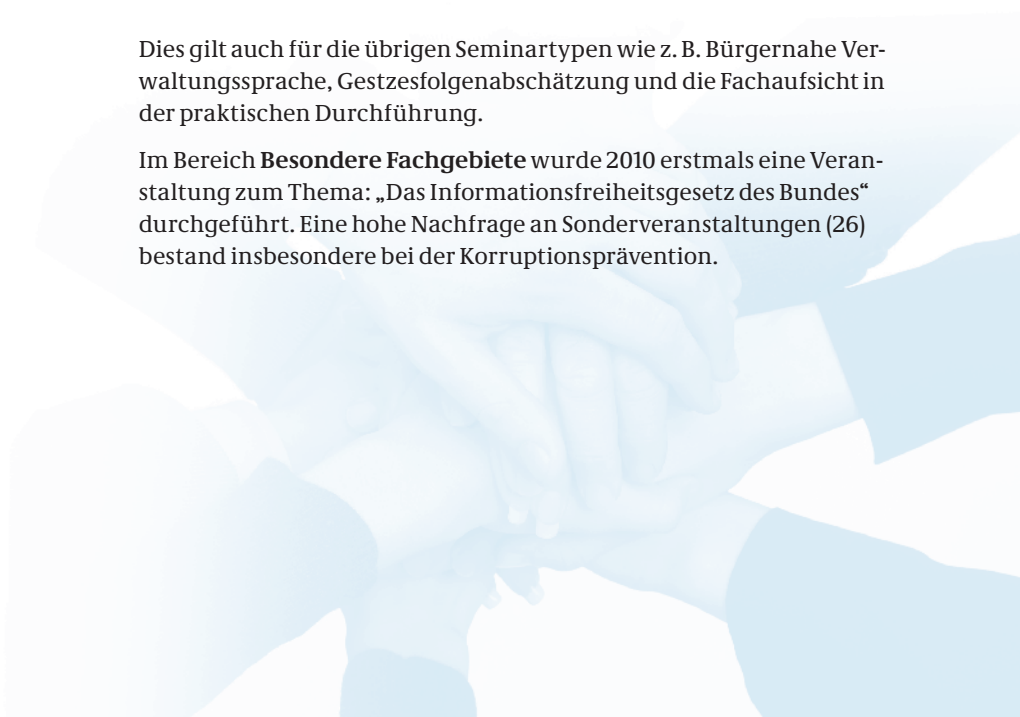 Dies gilt auch für die übrigen Seminartypen wie z. B. Bürgernahe Ver-
waltungssprache, Gestzesfolgenabschätzung und die Fachaufsicht in
der praktischen Durchführung.
Im Bereich Besondere Fachgebiete wurde 2010 erstmals eine Veran-
staltung zum Thema: „Das Informationsfreiheitsgesetz des Bundes“
durchgeführt. Eine hohe Nachfrage an Sonderveranstaltungen (26)
bestand insbesondere bei der Korruptionsprävention.